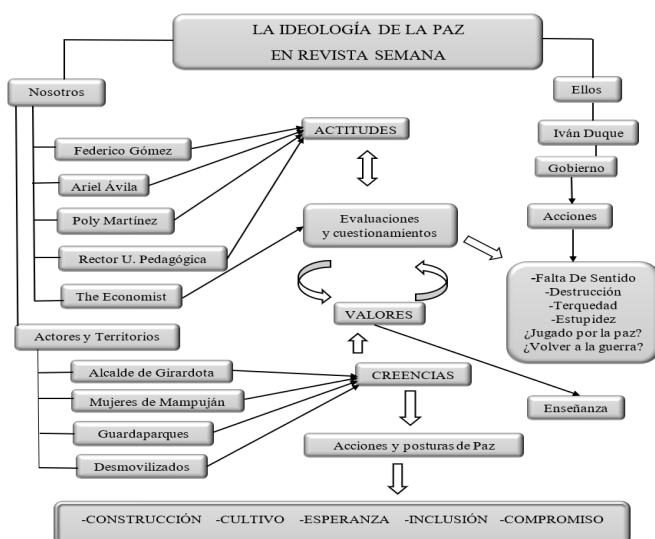 LA IDEOLOGÍA DE LA PAZ
EN REVISTA SEMANA
Nosotros
Federico Gómez
Ariel Ávila
Poly Martínez
Rector U. Pedagógica
The Economist
Actores y Territorios
Alcalde de Girardota
Mujeres de Mampuján
Guardaparques
Desmovilizados
ACTITUDES
Evaluaciones
y cuestionamientos
VALORES
CREENCIAS
Acciones y posturas de Paz
Ellos
Iván Duque
Gobierno
Acciones
-Falta De Sentido
-Destrucción
-Terquedad
-Estupidez
¿Jugado por la paz?
¿Volver a la guerra?
Enseñanza
-CONSTRUCCIÓN -CULTIVO -ESPERANZA -INCLUSIÓN -COMPROMISO